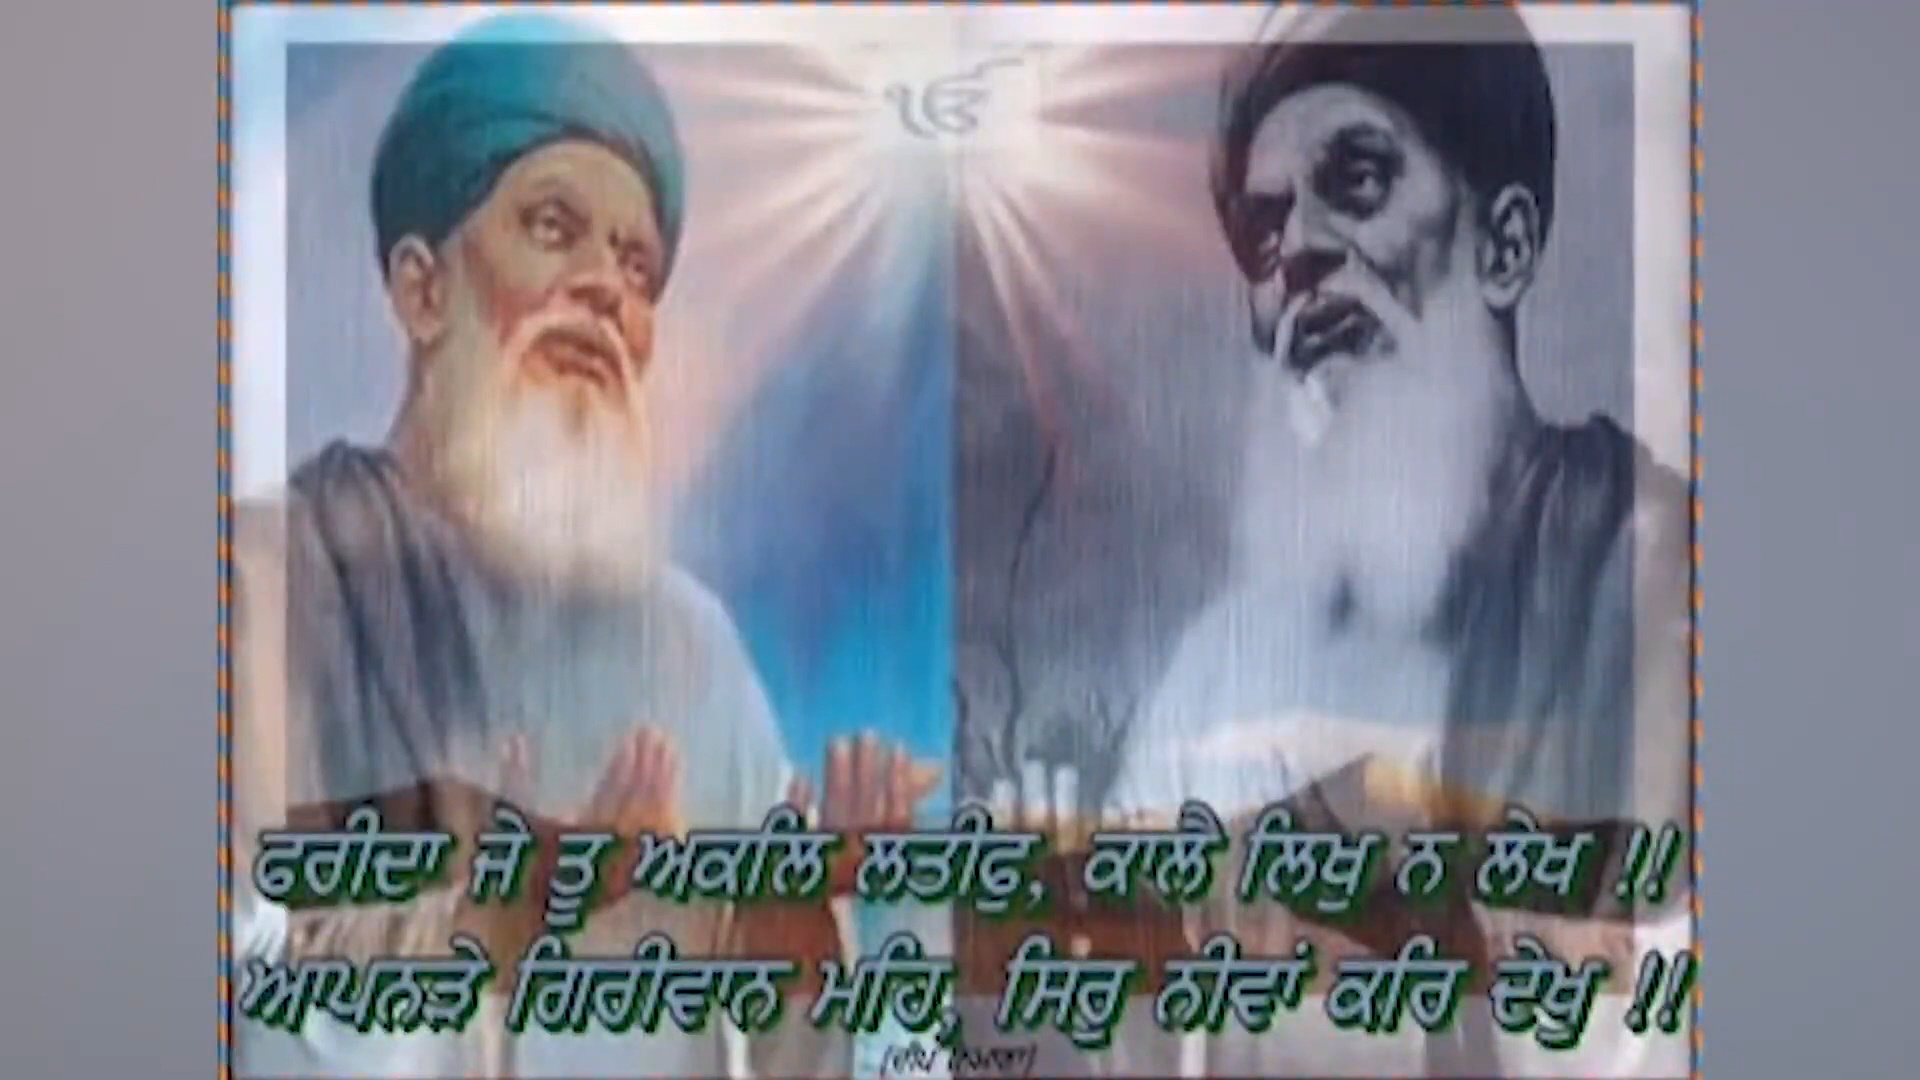 ੴ
ਫਰੀਦਾ ਜੇ ਤੂ ਅਕਲਿ ਲਤੀਫੁ, ਕਾਲੈ ਲਿਖੁ ਨ ਲੇਖ !!
ਆਪਨੜੇ ਗਿਰੀਵਾਨ ਮਹਿ, ਸਿਰੁ ਨੀਵਾਂ ਕਰਿ ਦੇਖੁ !!